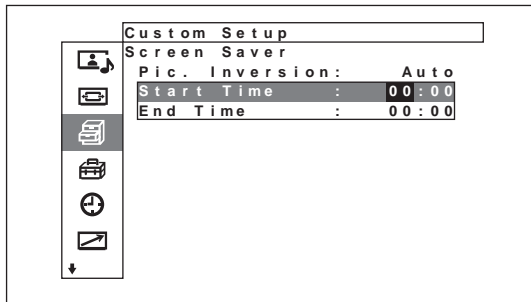 Custom Setup
Screen Saver
Pic. Inversion: Auto
Start Time : 00:00
End Time : 00:00